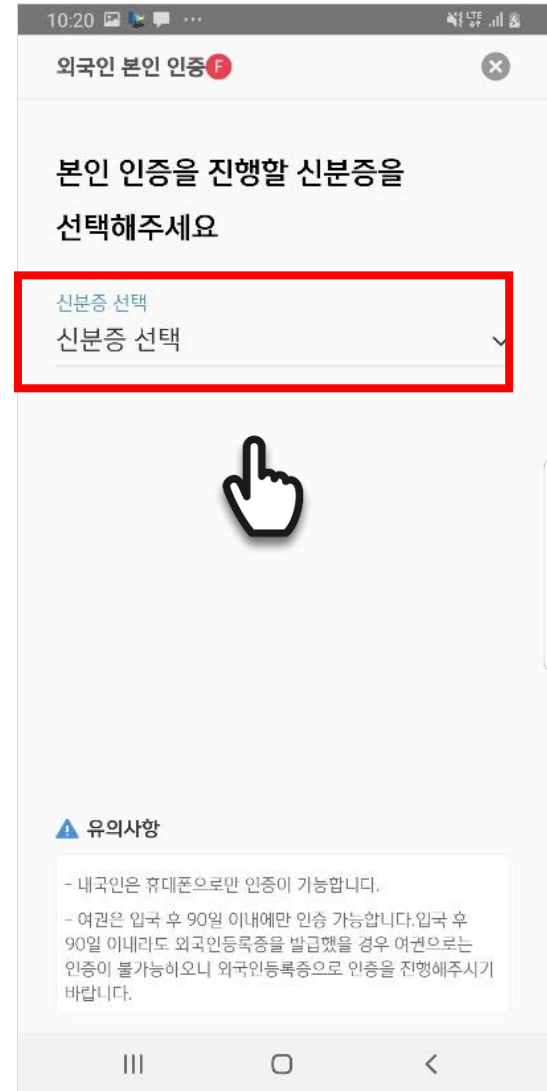 10:20
LTE
외국인 본인 인증 F
본인 인증을 진행할 신분증을
선택해주세요
신분증 선택
신분증 선택
유의사항
- 내국인은 휴대폰으로만 인증이 가능합니다.
- 여권은 입국 후 90일 이내에만 인증 가능합니다.입국 후
90일 이내라도 외국인등록증을 발급했을 경우 여권으로는
인증이 불가능하오니 외국인등록증으로 인증을 진행해주시기
바랍니다.